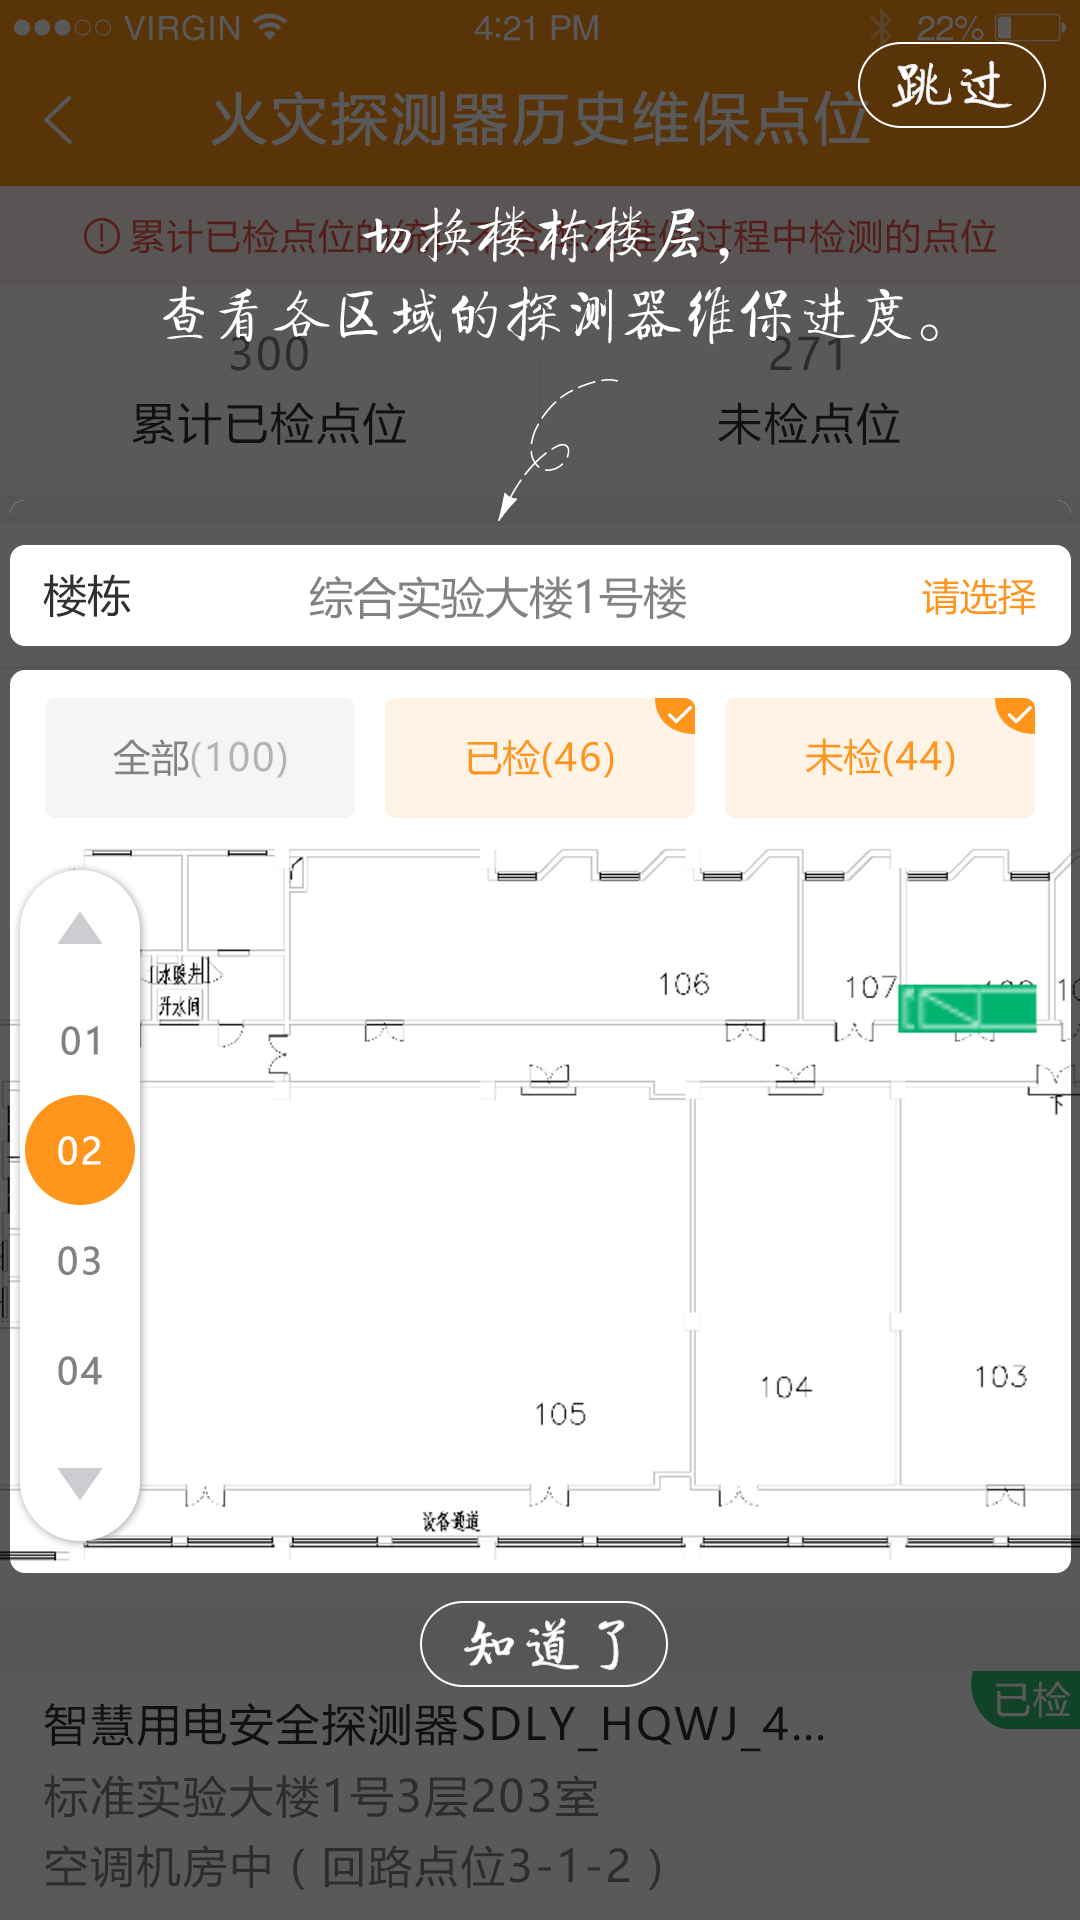 VIRGIN 4:21 PM 22%
跳过
火灾探测器历史维保点位
切换楼栋楼层，
累计已检点位的统 过程中检测的点位
查看各区域的探测器维保进度。
300 271
累计已检点位 未检点位
楼栋 综合实验大楼1号楼 请选择
全部(100) 已检(46) 未检(44)
水暖井
开水间
106 107
01
02
下
03
04
105 104 103
设备通道
知道了
已检
智慧用电安全探测器SDLY_HQWJ_4...
标准实验大楼1号3层203室
空调机房中（回路点位3-1-2）